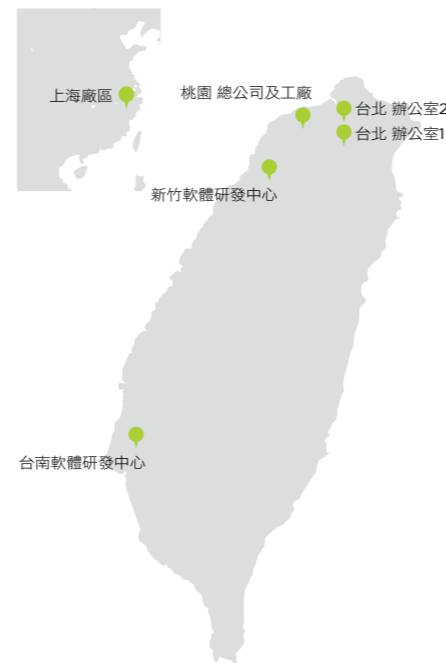 上海廠區
桃園 總公司及工廠
台北 辦公室2
台北 辦公室1
新竹軟體研發中心
台南軟體研發中心